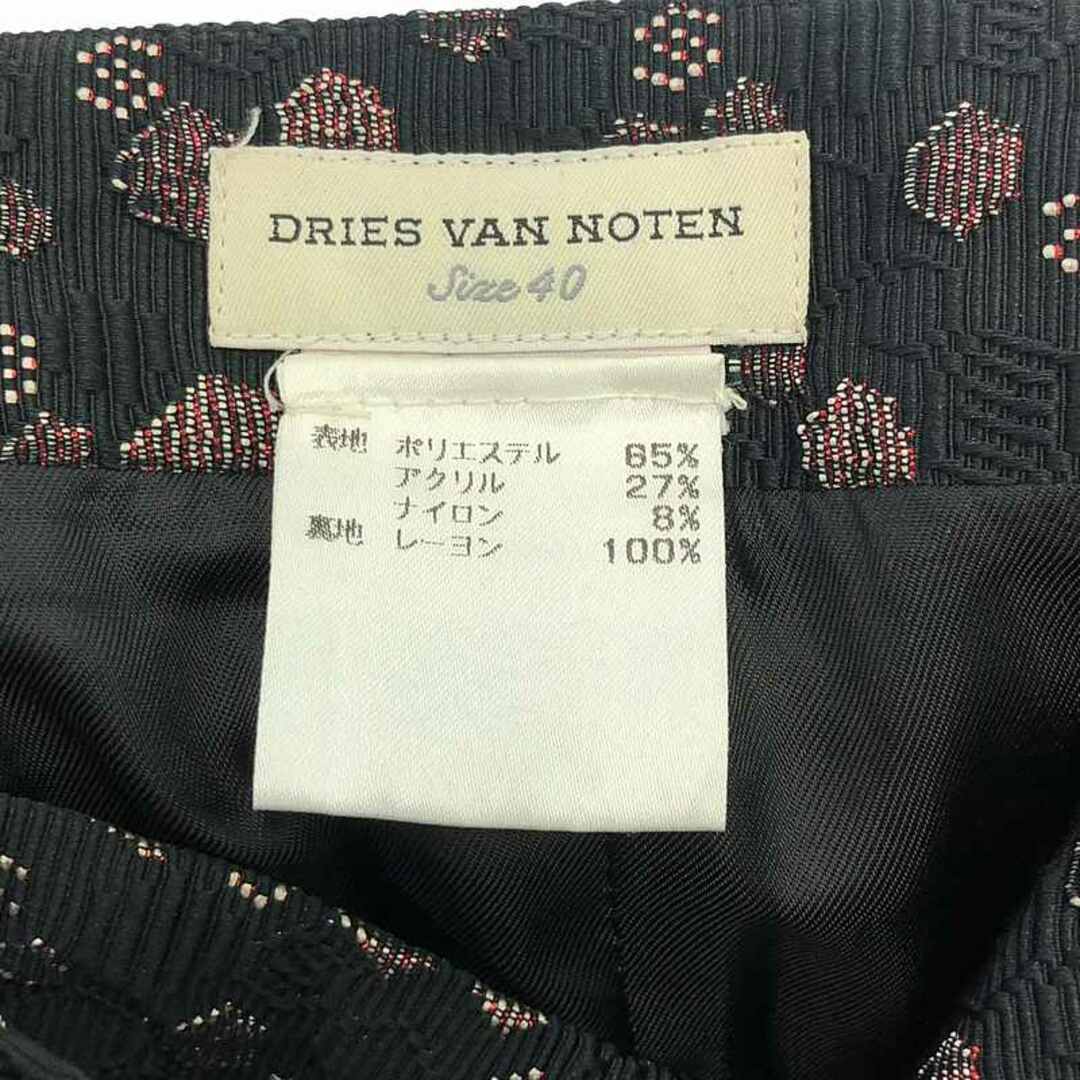 DRIES VAN NOTEN
Size 40
表地 ポリエステル 65%
アクリル 27%
ナイロン 8%
裏地 レーヨン 100%